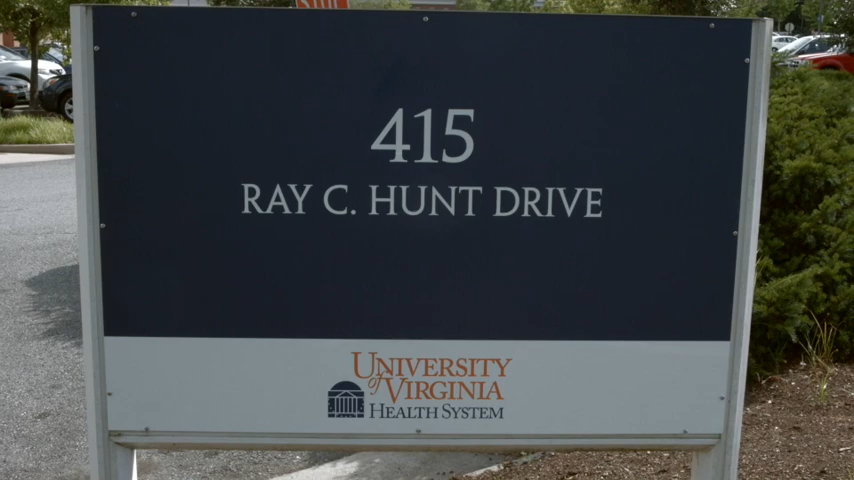 415
RAY C. HUNT DRIVE
UNIVERSITY
of VIRGINIA
HEALTH SYSTEM